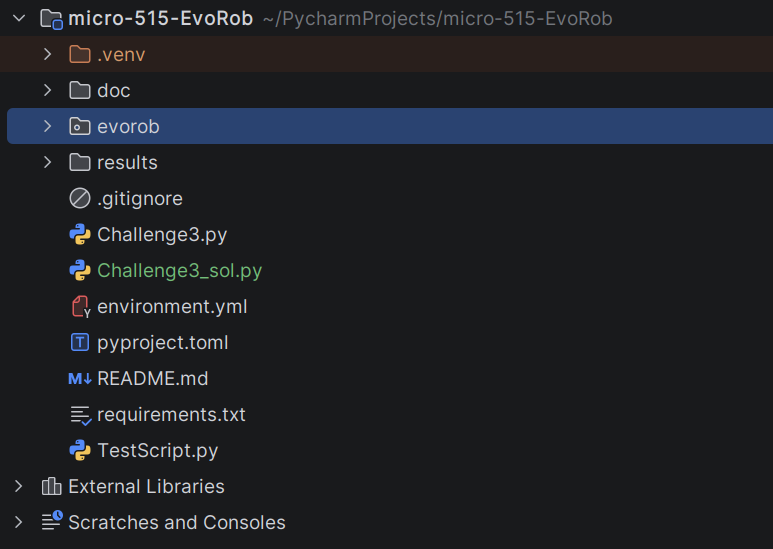 micro-515-EvoRob ~/PycharmProjects/micro-515-EvoRob
.venv
doc
evorob
results
.gitignore
Challenge3.py
Challenge3_sol.py
Y environment.yml
T pyproject.toml
M↓ README.md
requirements.txt
TestScript.py
External Libraries
Scratches and Consoles